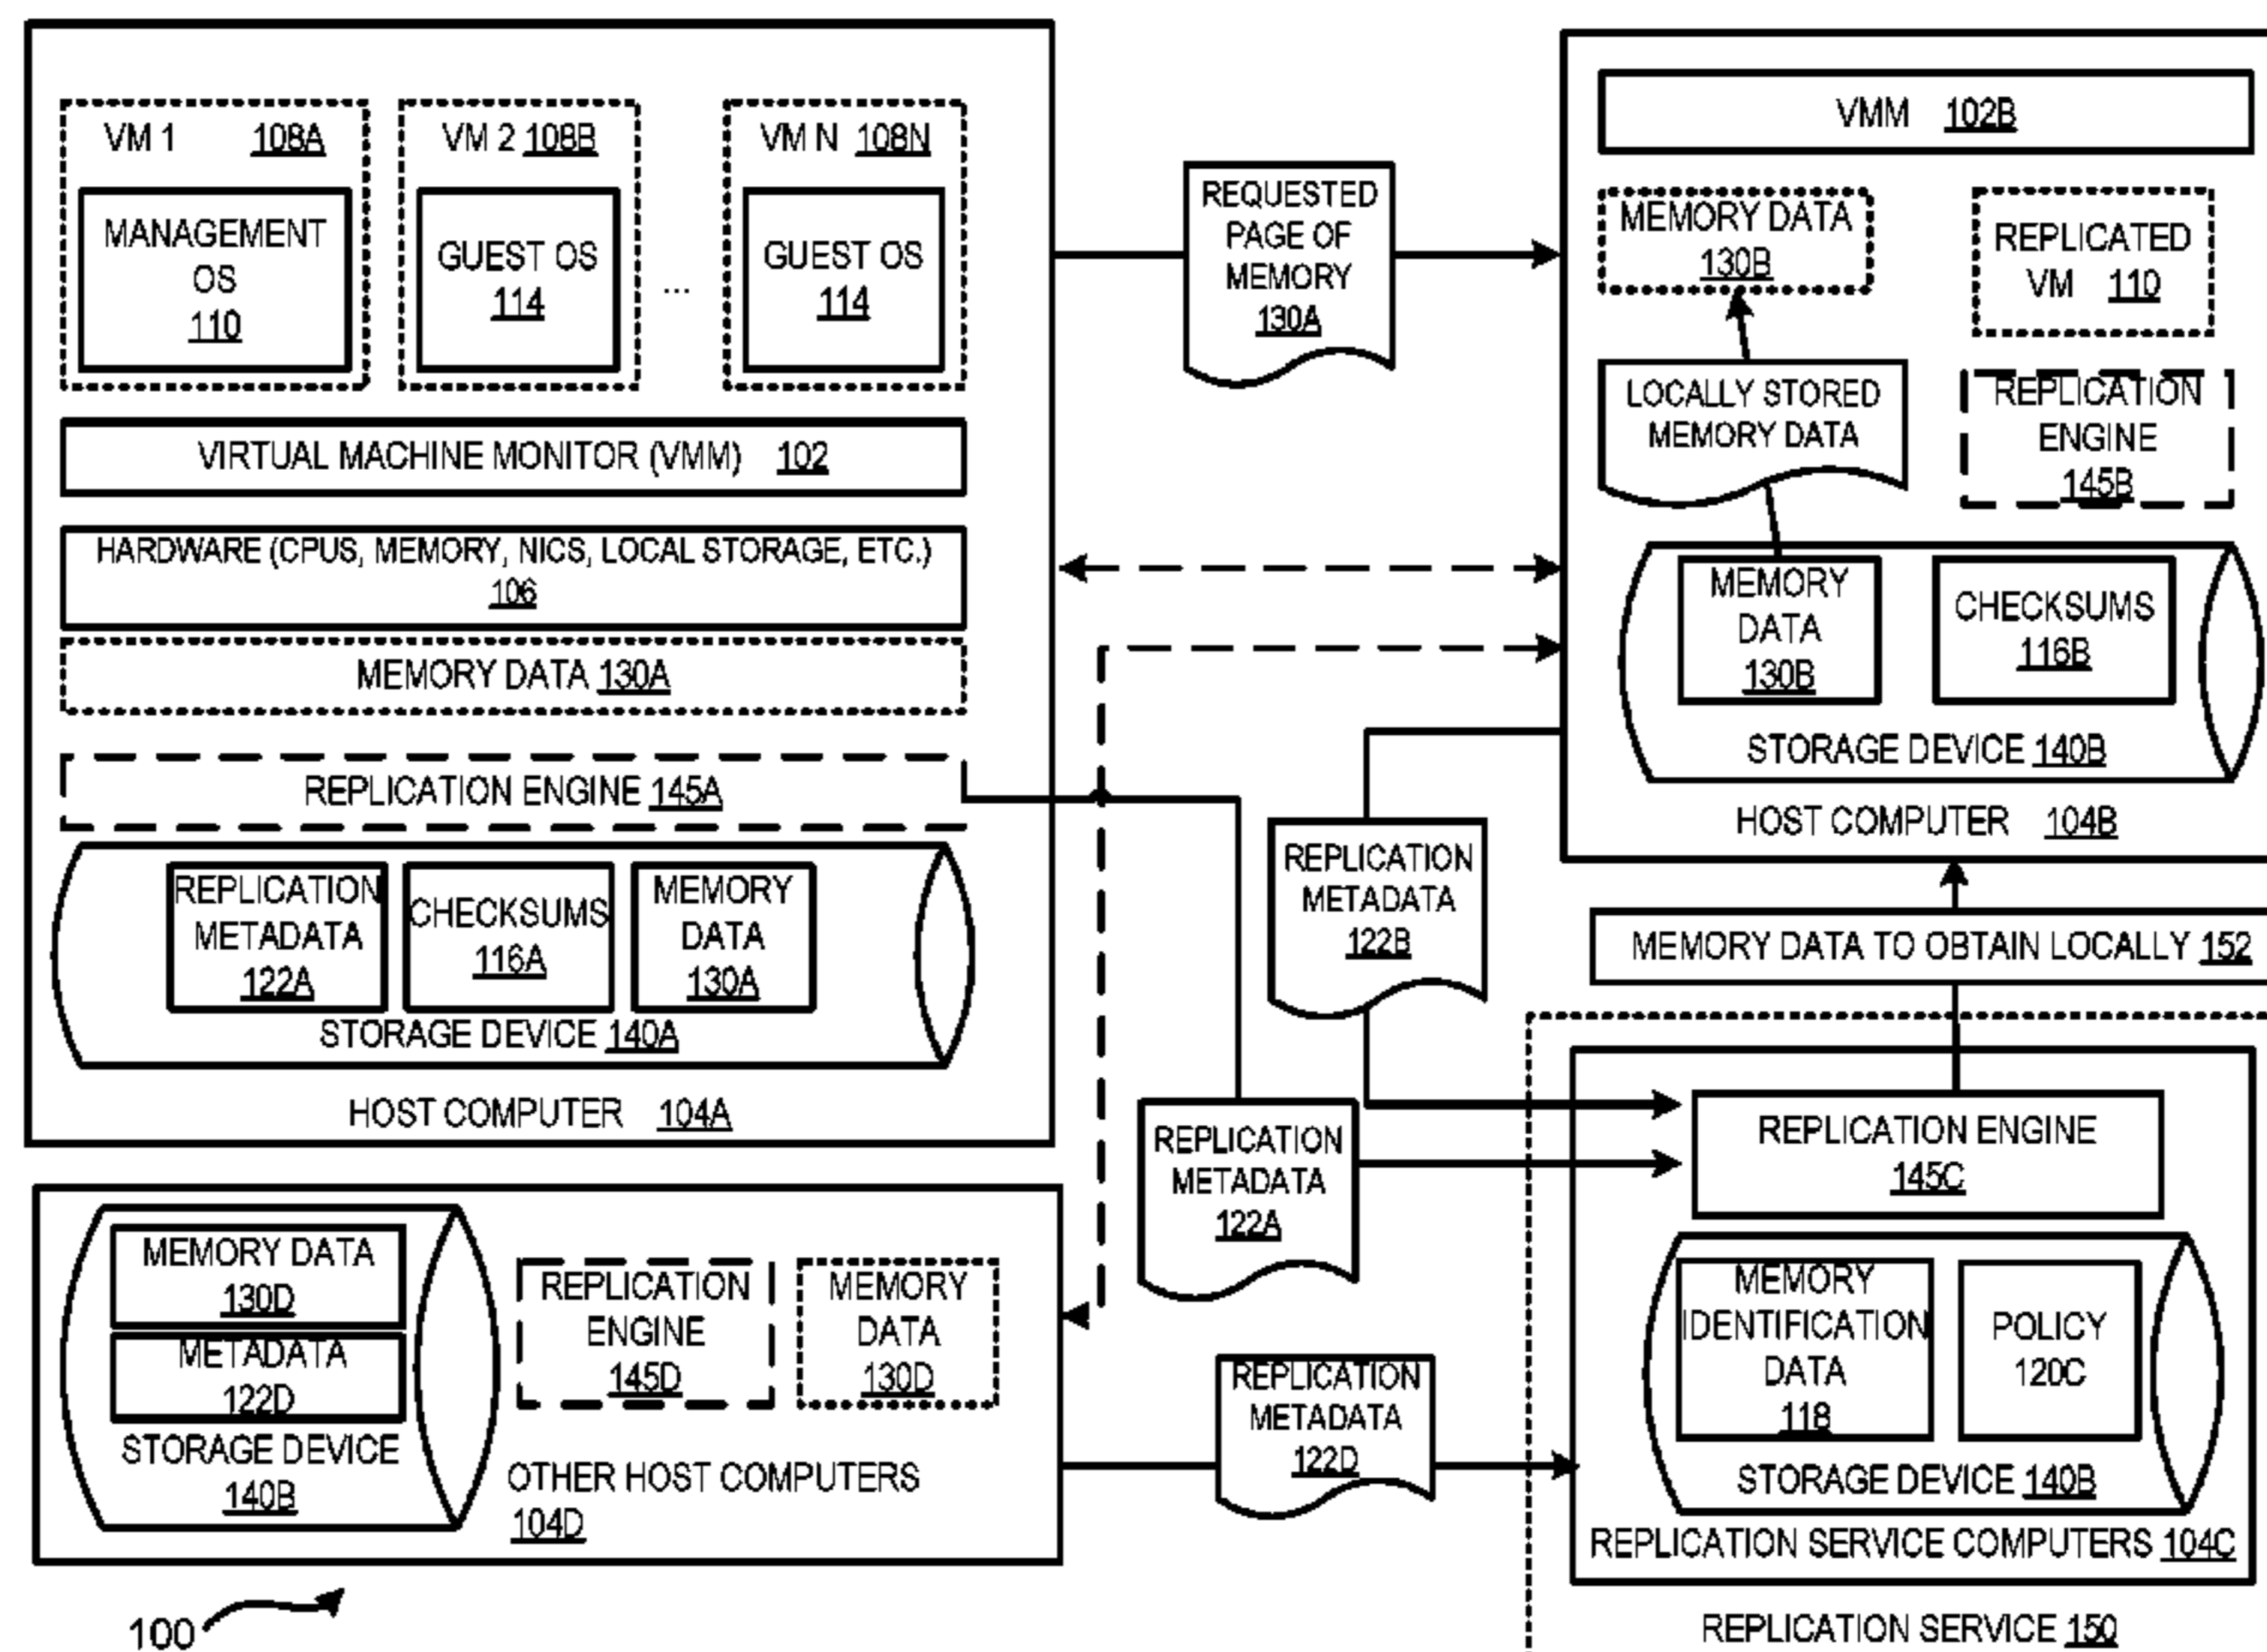 VM 1 108A
MANAGEMENT
OS
110
VM 2 108B
GUEST OS
114
...
VM N 108N
GUEST OS
114
VIRTUAL MACHINE MONITOR (VMM) 102
HARDWARE (CPUS, MEMORY, NICS, LOCAL STORAGE, ETC.)
106
MEMORY DATA 130A
REPLICATION ENGINE 145A
REPLICATION
METADATA
122A
CHECKSUMS
116A
MEMORY
DATA
130A
STORAGE DEVICE 140A
HOST COMPUTER 104A
REQUESTED
PAGE OF
MEMORY
130A
VMM 102B
MEMORY DATA
130B
REPLICATED
VM 110
LOCALLY STORED
MEMORY DATA
REPLICATION
ENGINE
145B
MEMORY
DATA
130B
CHECKSUMS
116B
STORAGE DEVICE 140B
HOST COMPUTER 104B
REPLICATION
METADATA
122B
MEMORY DATA TO OBTAIN LOCALLY 152
REPLICATION
METADATA
122A
REPLICATION ENGINE
145C
MEMORY
IDENTIFICATION
DATA
118
POLICY
120C
STORAGE DEVICE 140B
REPLICATION SERVICE COMPUTERS 104C
REPLICATION SERVICE 150
MEMORY DATA
130D
METADATA
122D
STORAGE DEVICE
140B
REPLICATION
ENGINE
145D
MEMORY
DATA
130D
OTHER HOST COMPUTERS
104D
REPLICATION
METADATA
122D
100